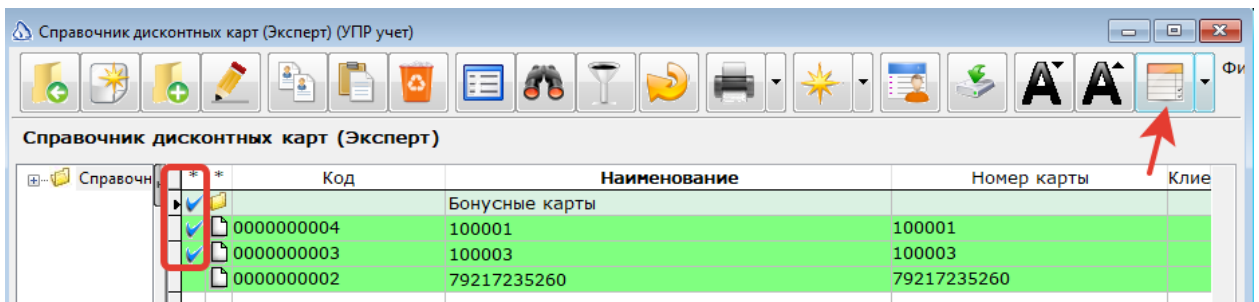 Справочник дисконтных карт (Эксперт) (УПР учет)
A A Фи
Справочник дисконтных карт (Эксперт)
Справочн * * Код Наименование Номер карты Клие
Бонусные карты
0000000004 100001 100001
0000000003 100003 100003
0000000002 79217235260 79217235260